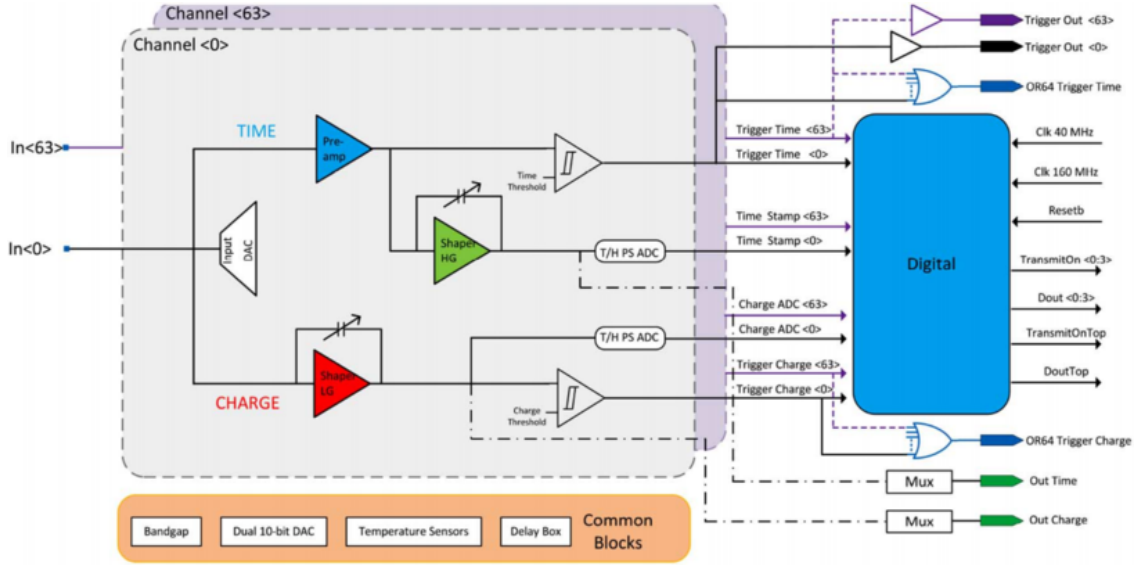 Channel <63>
Channel <0>
Trigger Out <63>
Trigger Out <0>
OR64 Trigger Time
In<63>
TIME
Pre-
amp
Time
Threshold
Trigger Time <63>
Trigger Time <0>
Clk 40 MHz
Clk 160 MHz
Resetb
In<0>
Input
DAC
Shaper
HG
T/H PS ADC
Time Stamp <63>
Time Stamp <0>
Digital
TransmitOn <0:3>
Dout <0:3>
TransmitOnTop
DoutTop
Charge ADC <63>
Charge ADC <0>
T/H PS ADC
Trigger Charge <63>
Trigger Charge <0>
CHARGE
Shaper
LG
Charge
Threshold
OR64 Trigger Charge
Mux
Out Time
Mux
Out Charge
Bandgap
Dual 10-bit DAC
Temperature Sensors
Delay Box
Common
Blocks